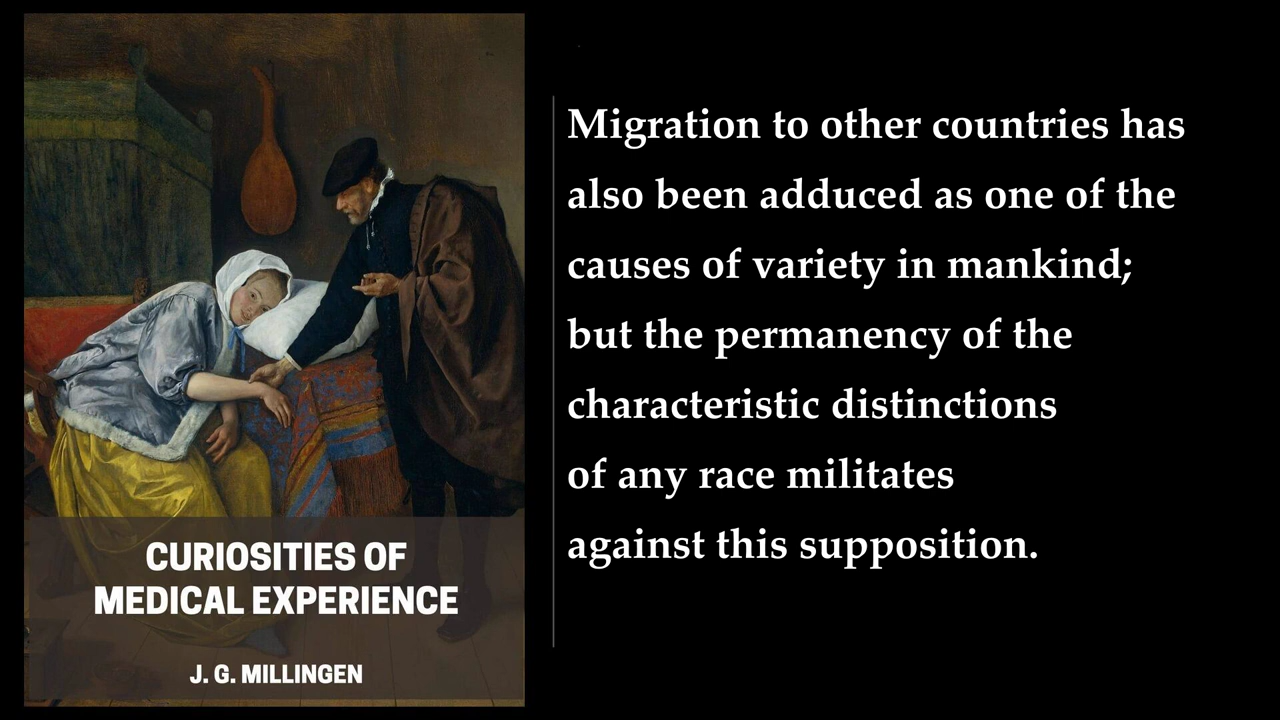 CURIOSITIES OF
MEDICAL EXPERIENCE
J. G. MILLINGEN
Migration to other countries has
also been adduced as one of the
causes of variety in mankind;
but the permanency of the
characteristic distinctions
of any race militates
against this supposition.